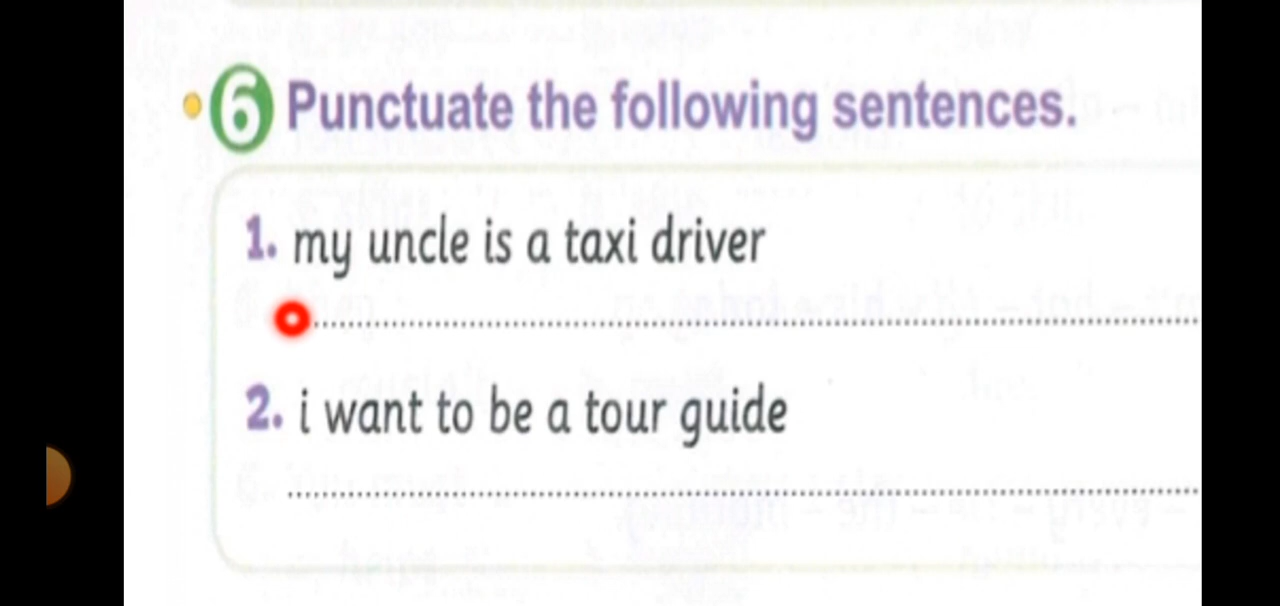 6 Punctuate the following sentences.
1. my uncle is a taxi driver
2. i want to be a tour guide